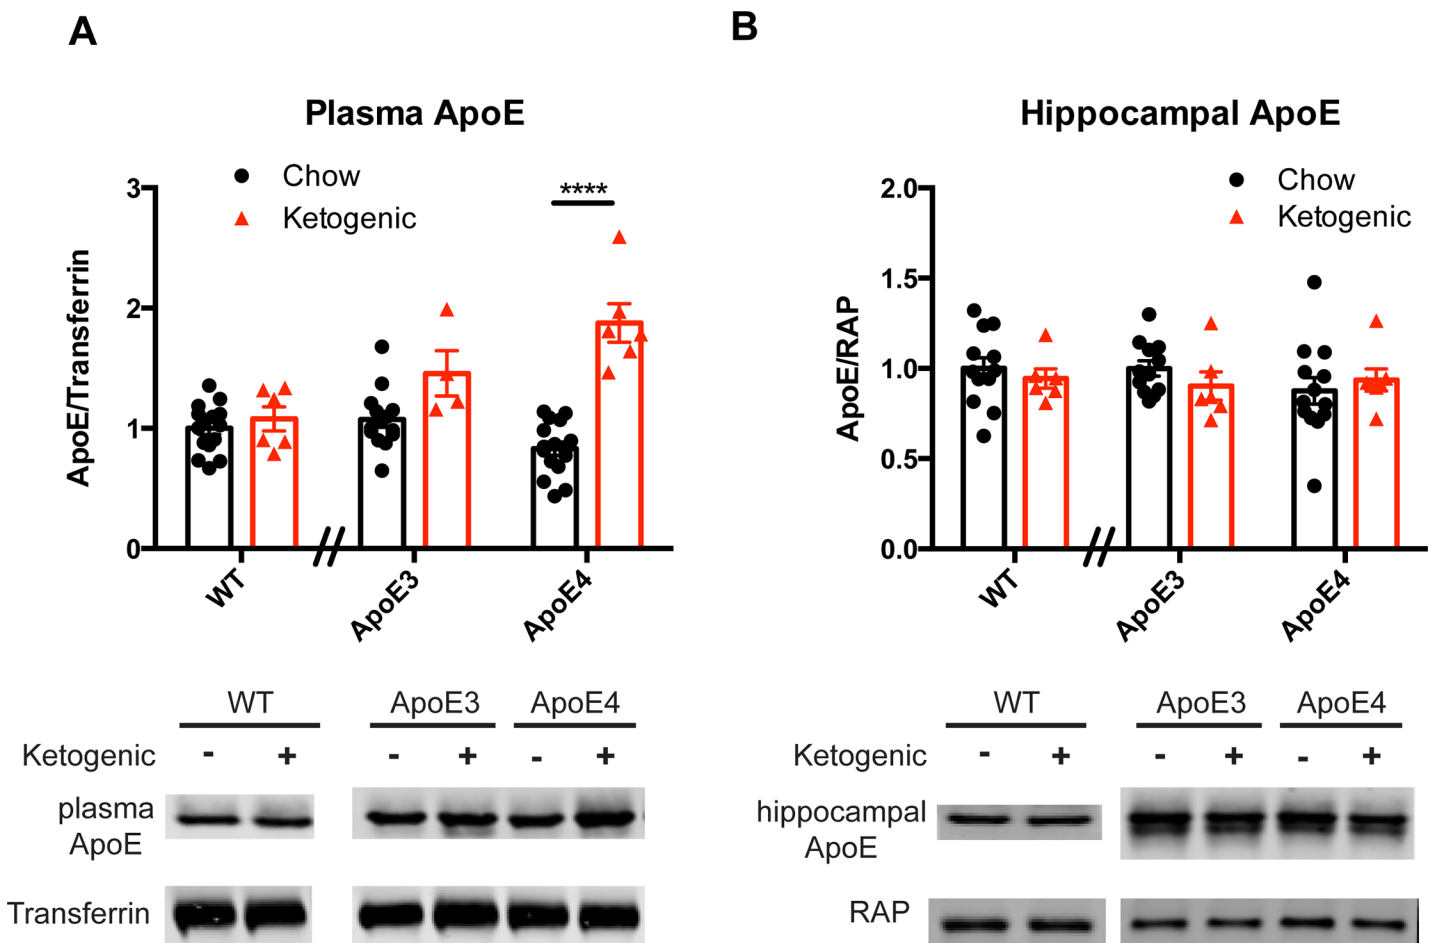 A
Plasma ApoE
Chow
Ketogenic
****
3
2
1
0
ApoE/Transferrin
WT
ApoE3
ApoE4
WT
ApoE3
ApoE4
Ketogenic - + - + - +
plasma
ApoE
Transferrin
B
Hippocampal ApoE
Chow
Ketogenic
2.0
1.5
1.0
0.5
0.0
ApoE/RAP
WT
ApoE3
ApoE4
WT
ApoE3
ApoE4
Ketogenic - + - + - +
hippocampal
ApoE
RAP